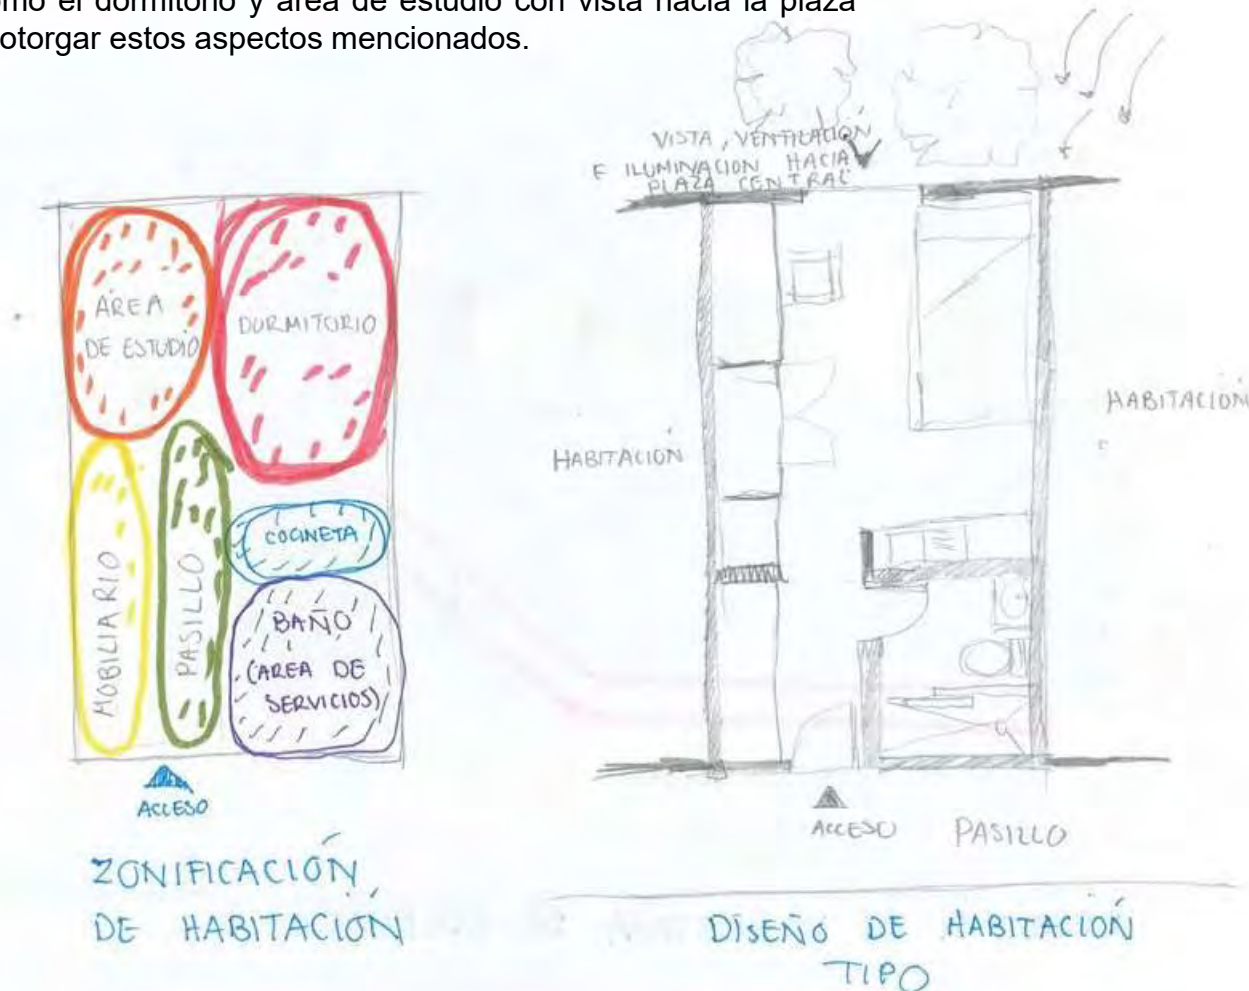 omo el dormitorio y área de estudio con vista hacia la plaza
otorgar estos aspectos mencionados.
VISTA, VENTILACIÓN
E ILUMINACION HACIA
PLAZA CENTRAL
ÁREA
DE ESTUDIO
DORMITORIO
MOBILIARIO
PASILLO
COCINETA
BAÑO
(AREA DE
SERVICIOS)
ACCESO
ZONIFICACIÓN
DE HABITACIÓN
HABITACIÓN
HABITACIÓN
ACCESO
PASILLO
DISEÑO DE HABITACIÓN
TIPO